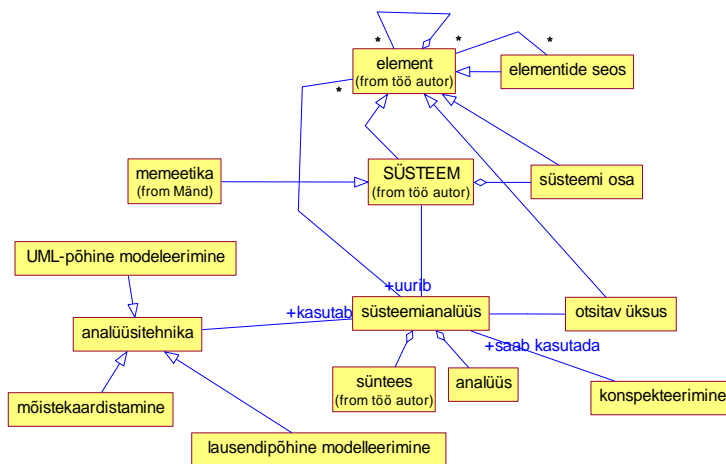 *
*
*
element
(from töö autor)
elementide seos
*
memeetika
(from Mänd)
SÜSTEEM
(from töö autor)
süsteemi osa
UML-põhine modeleerimine
+uurib
+kasutab
süsteemianalüüs
otsitav üksus
analüüsitehnika
+saab kasutada
süntees
(from töö autor)
analüüs
konspekteerimine
mõistekaardistamine
lausendipõhine modelleerimine